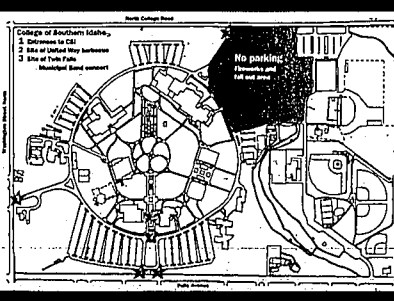 North College Road
College of Southern Idaho
1 Entrances to CSI
2 Site of United Way barbecue
3 Site of Twin Falls
Municipal Band concert
No parking
Fireworks and
fall out area
Washington Street North
Falls Avenue